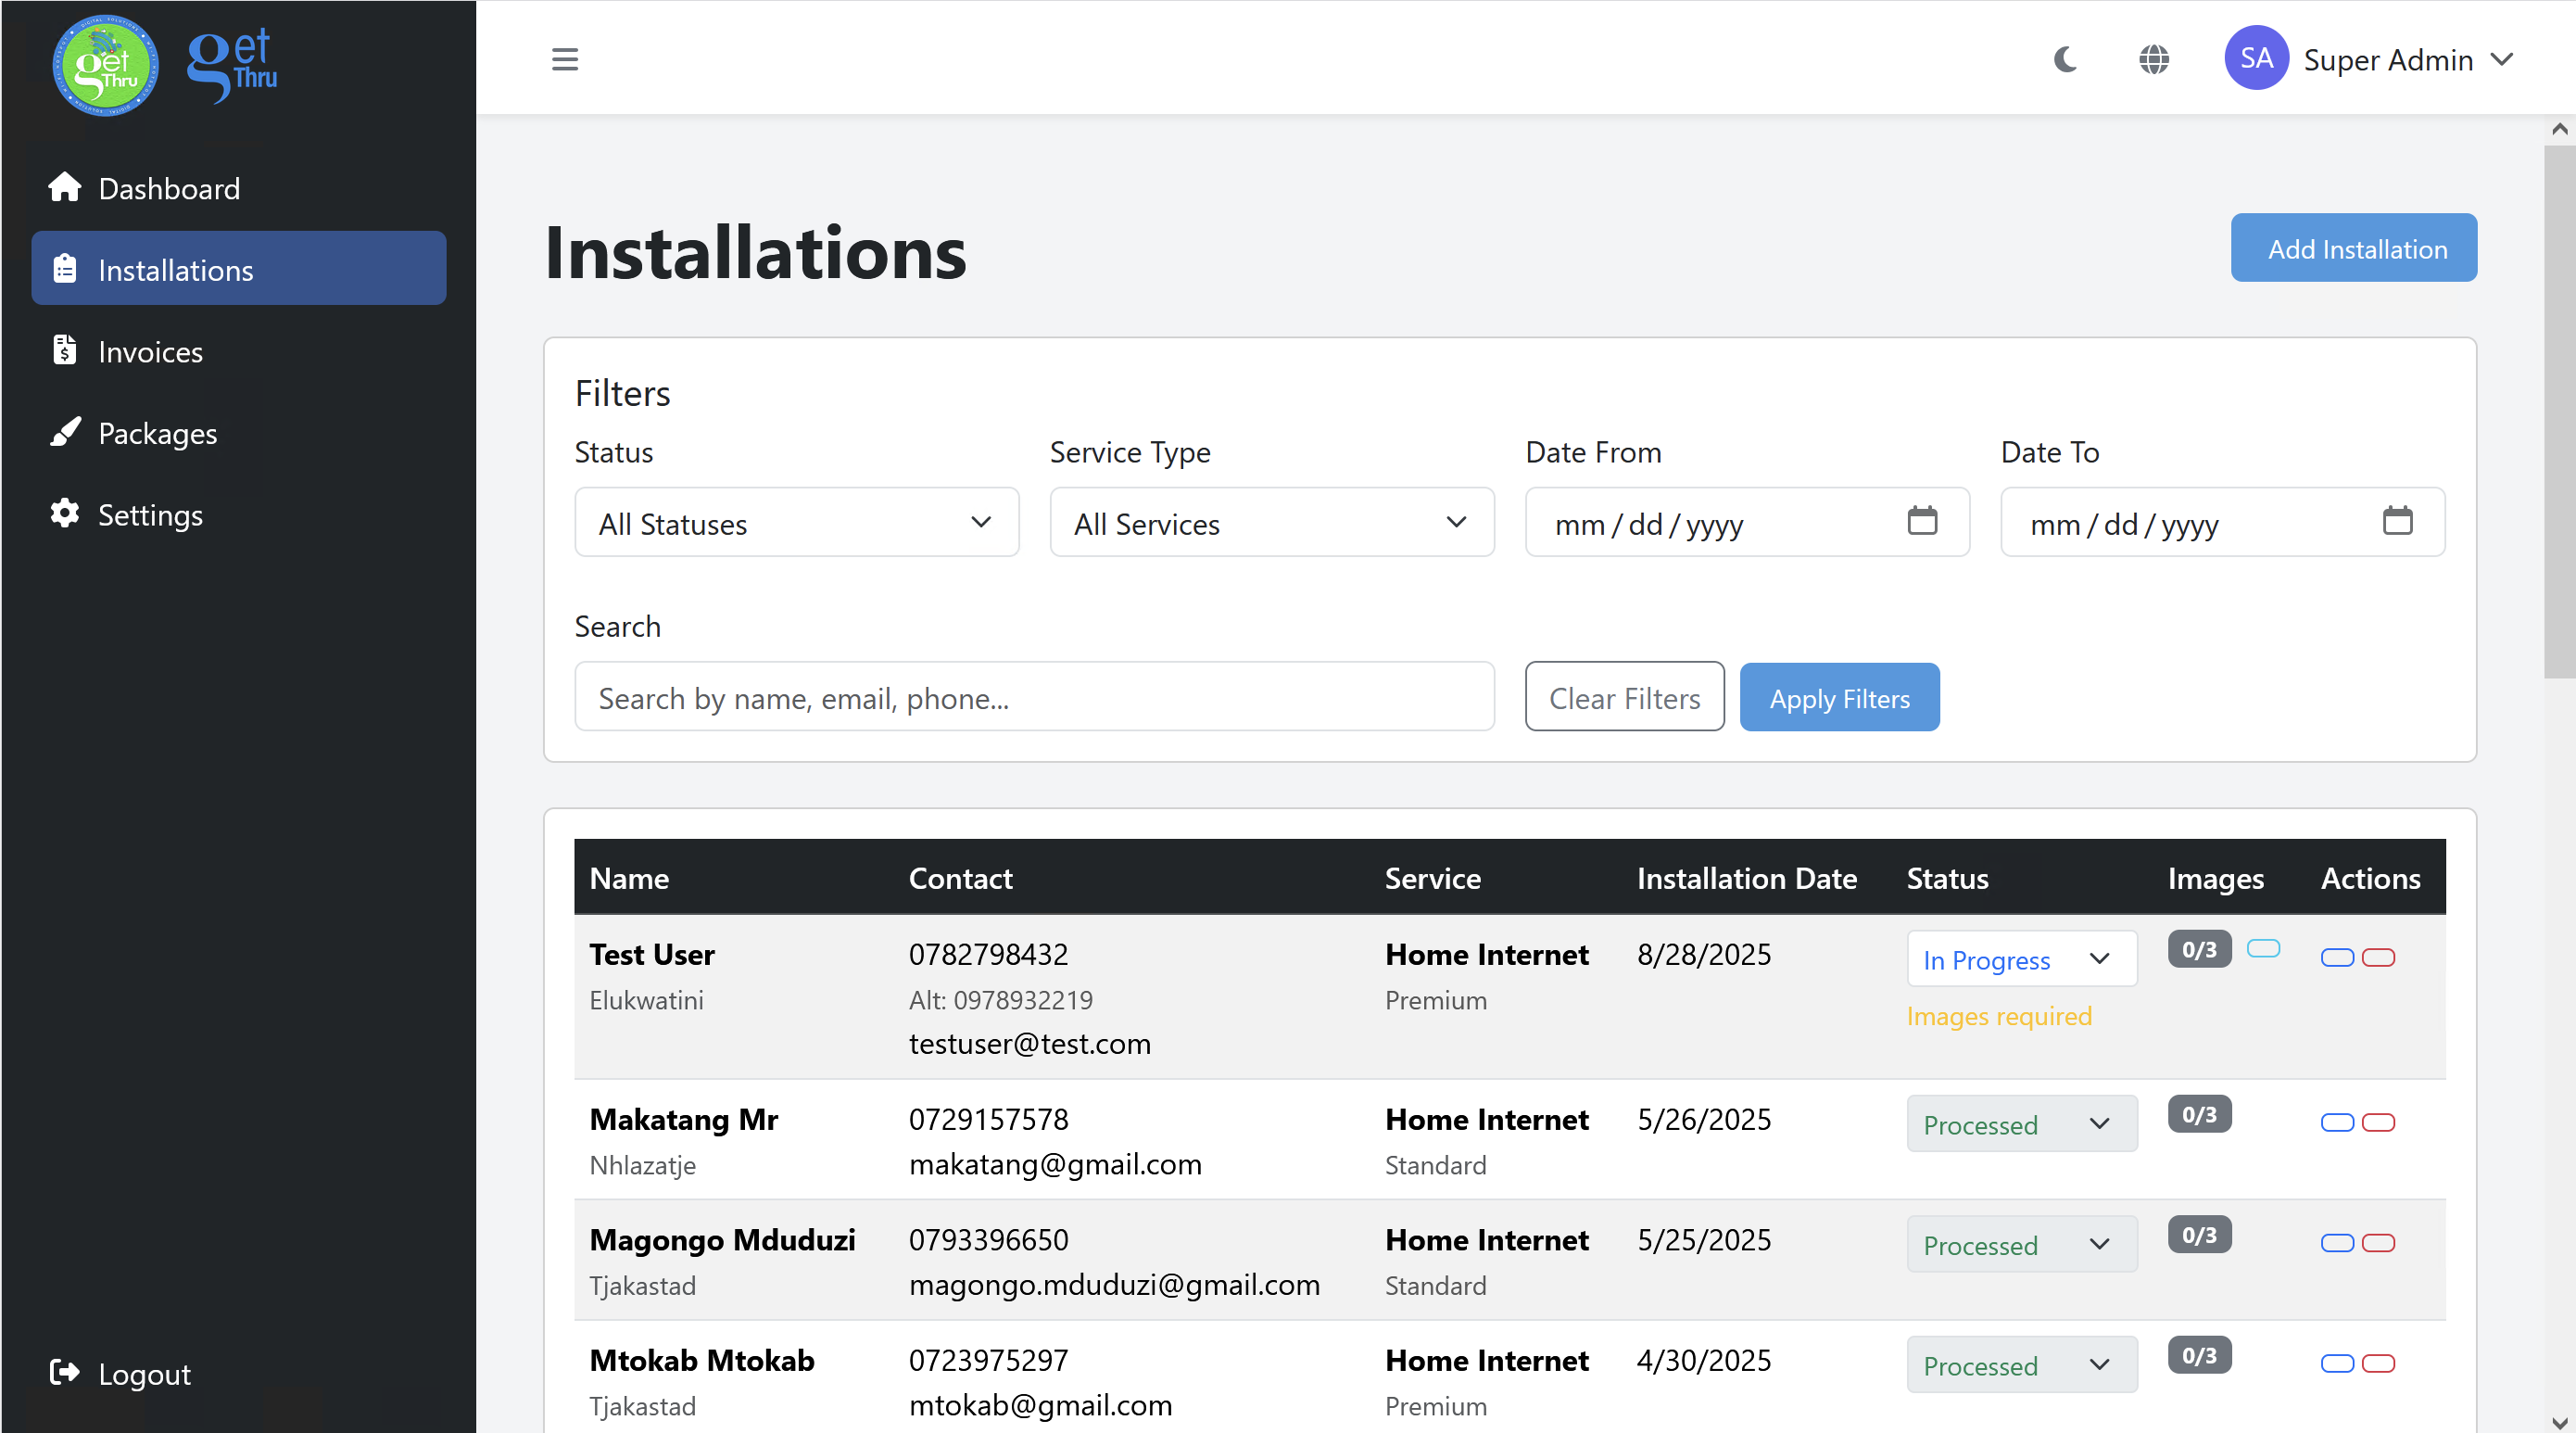 get
Thru
get
Thru
Dashboard
Installations
Invoices
Packages
Settings
Logout
SA Super Admin
Installations
Add Installation
Filters
Status Service Type Date From Date To
All Statuses All Services mm/dd/yyyy mm/dd/yyyy
Search
Search by name, email, phone... Clear Filters Apply Filters
Name Contact Service Installation Date Status Images Actions
Test User 0782798432 Home Internet 8/28/2025 In Progress 0/3
Elukwatini Alt: 0978932219 Premium Images required
testuser@test.com
Makatang Mr 0729157578 Home Internet 5/26/2025 Processed 0/3
Nhlazatje makatang@gmail.com Standard
Magongo Mduduzi 0793396650 Home Internet 5/25/2025 Processed 0/3
Tjakastad magongo.mduduzi@gmail.com Standard
Mtokab Mtokab 0723975297 Home Internet 4/30/2025 Processed 0/3
Tjakastad mtokab@gmail.com Premium